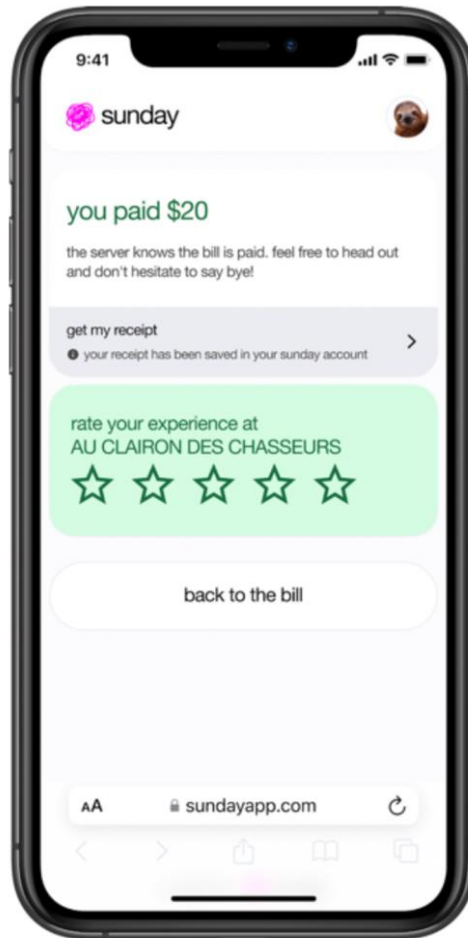 9:41
sunday
you paid $20
the server knows the bill is paid. feel free to head out
and don't hesitate to say bye!
get my receipt
your receipt has been saved in your sunday account
rate your experience at
AU CLAIRON DES CHASSEURS
back to the bill
AA sundayapp.com